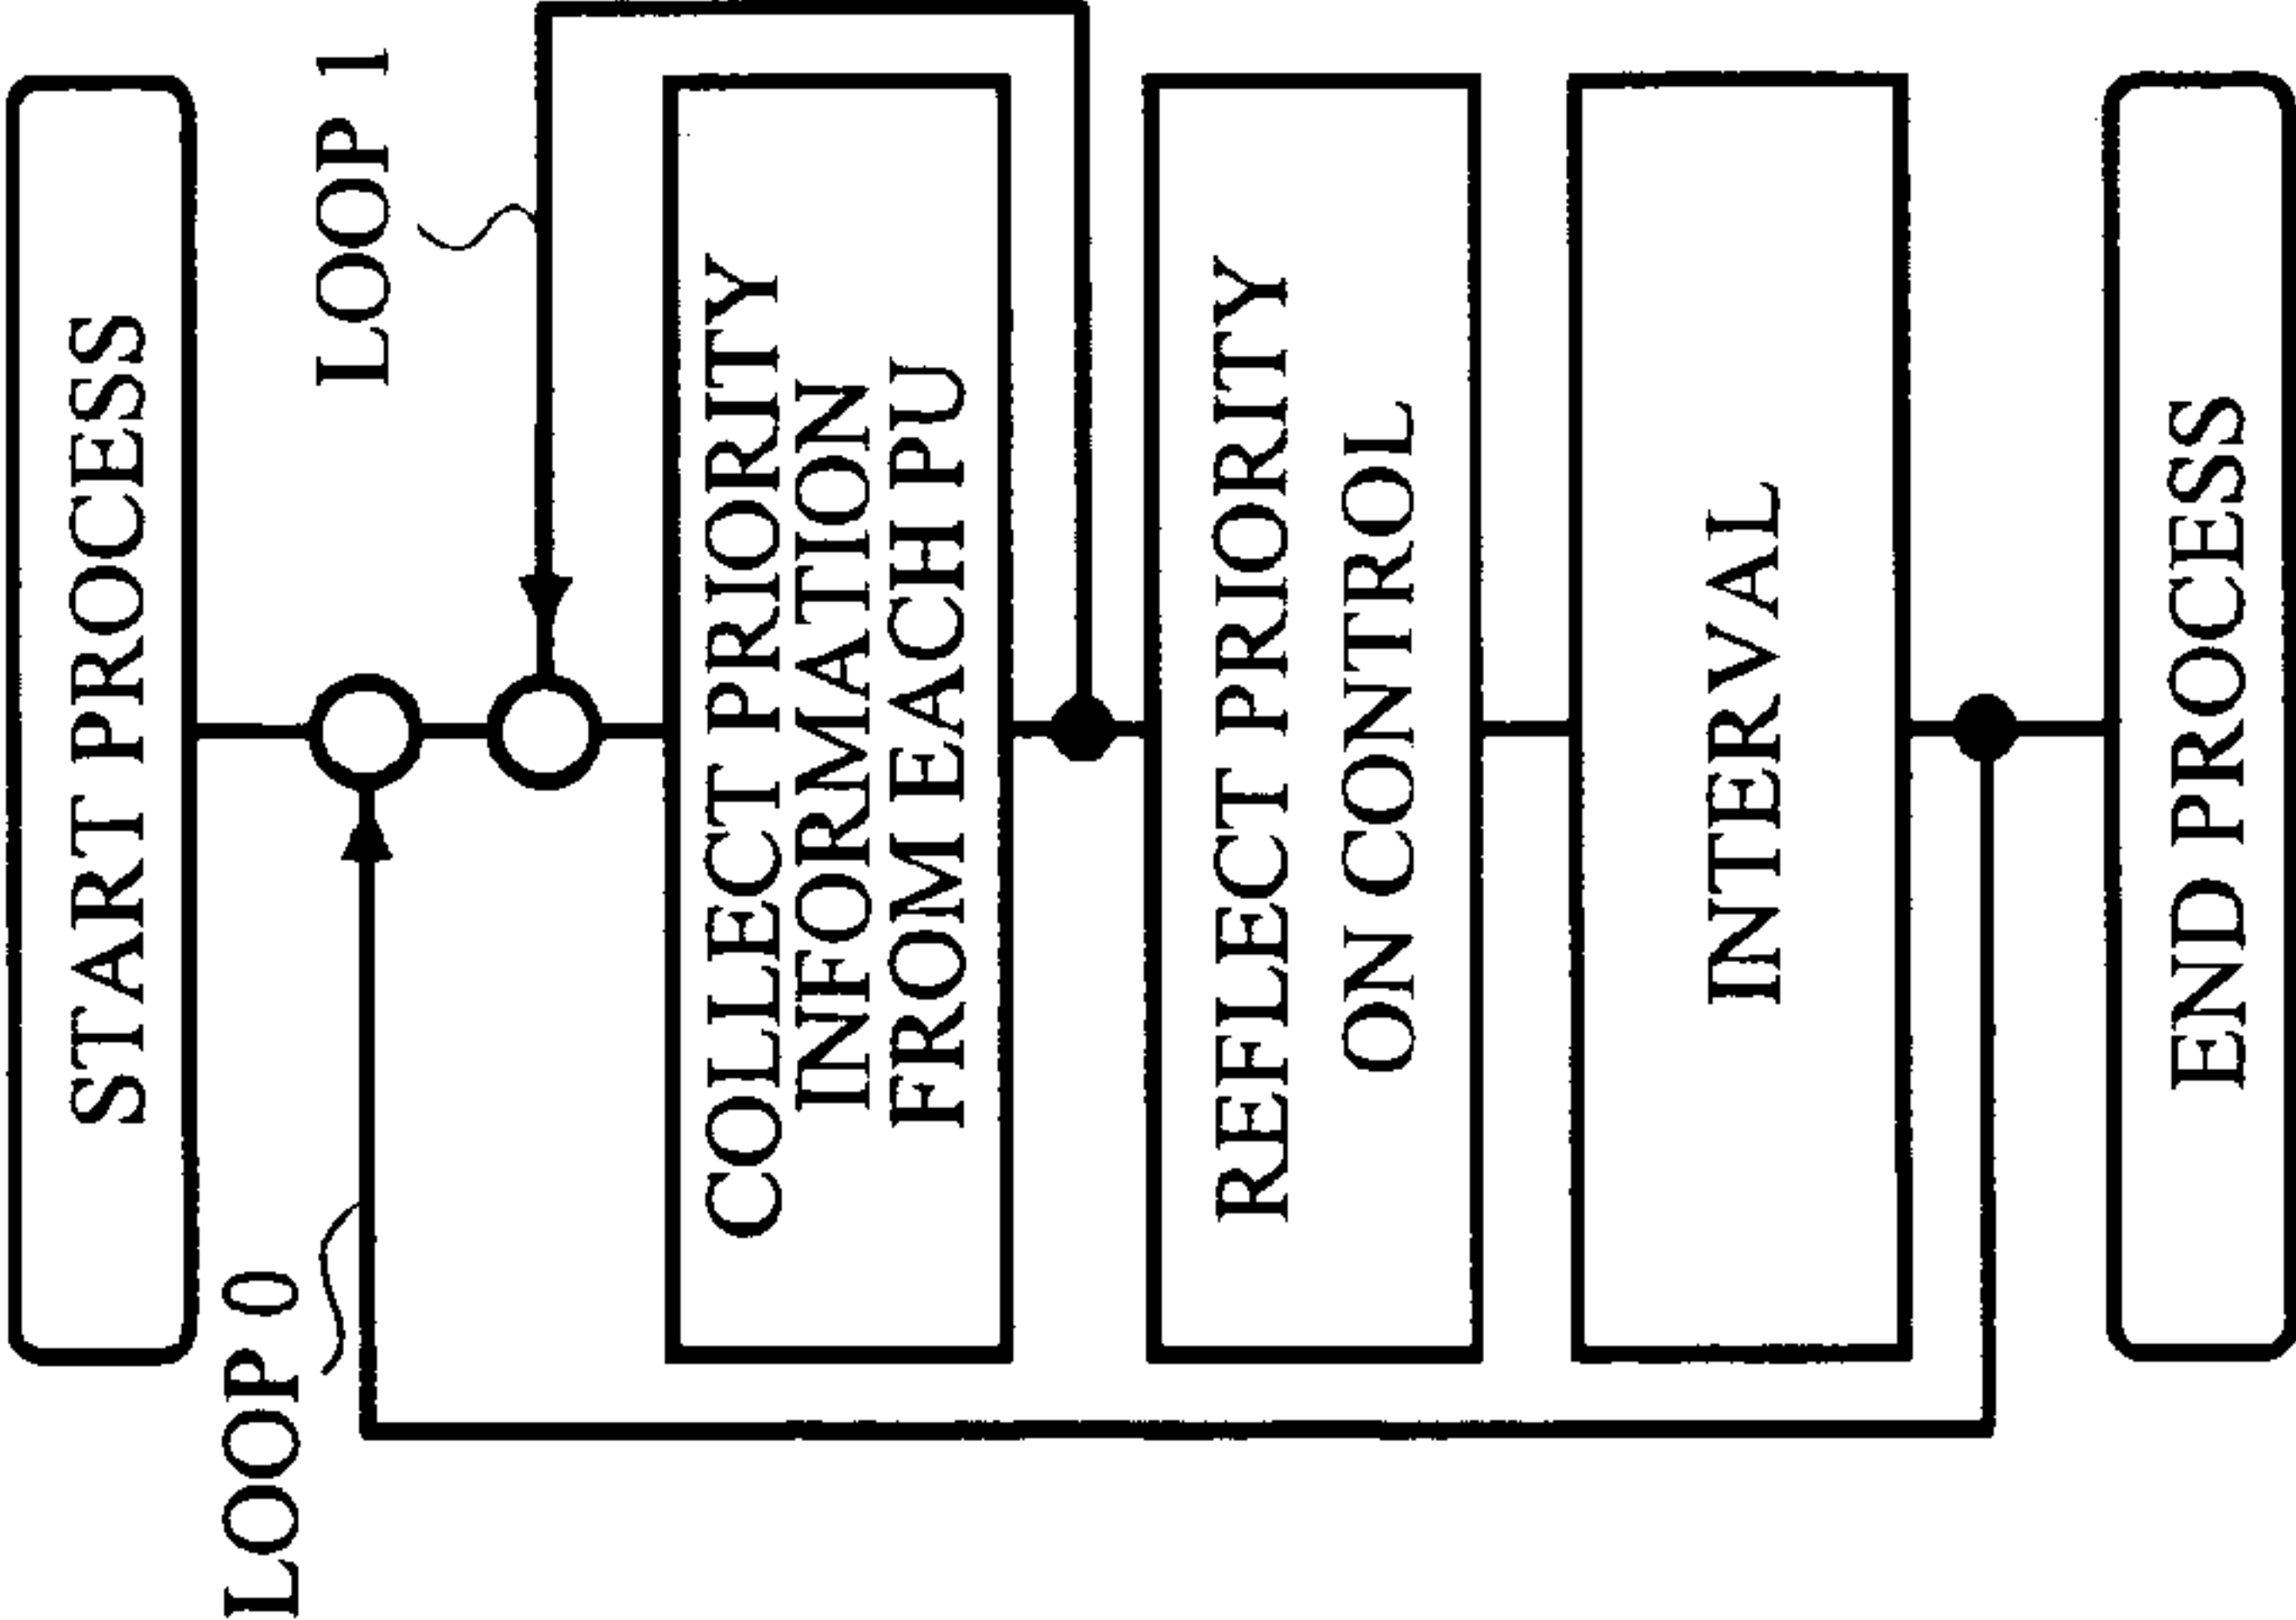 START PROCESS
LOOP 0
LOOP 1
COLLECT PRIORITY
INFORMATION
FROM EACH PU
REFLECT PRIORITY
ON CONTROL
INTERVAL
END PROCESS